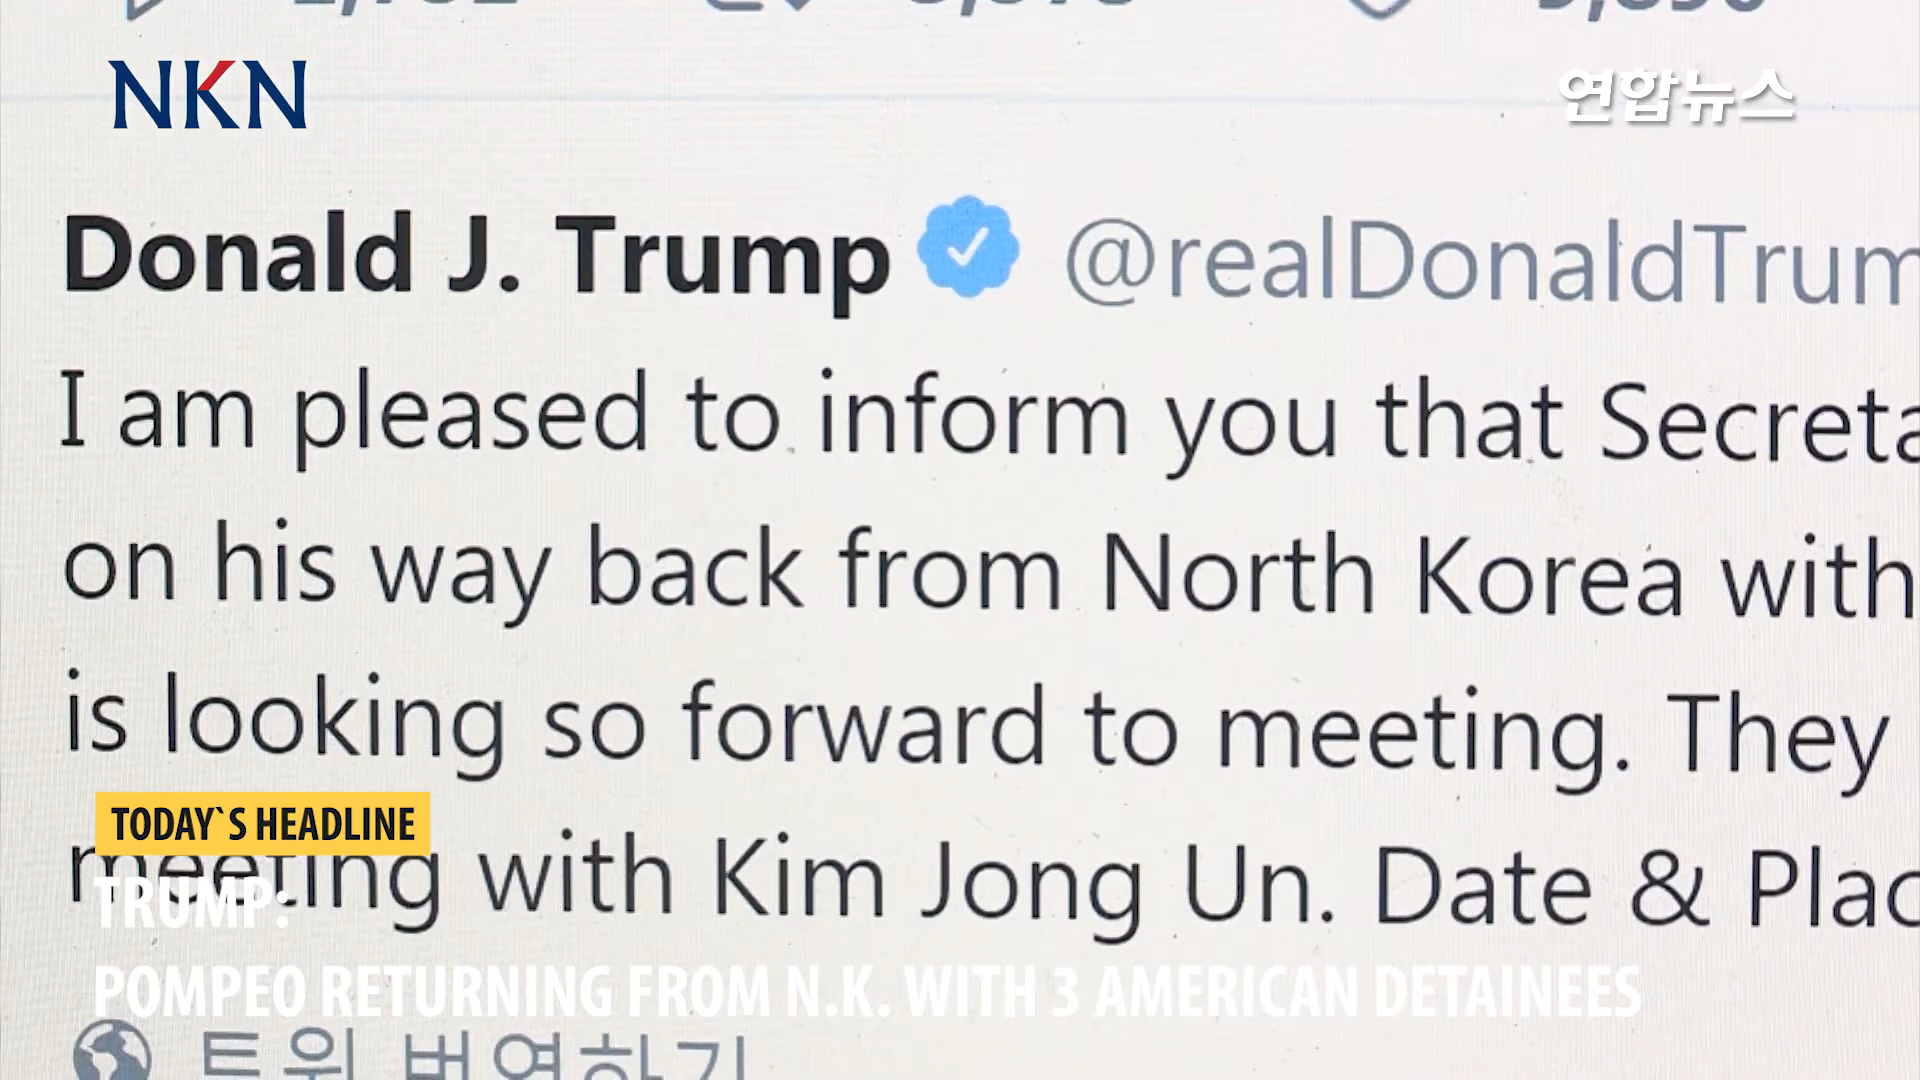 NKN
연합뉴스
Donald J. Trump @realDonaldTrum
I am pleased to inform you that Secreta
on his way back from North Korea with
is looking so forward to meeting. They
TODAY`S HEADLINE
meeting with Kim Jong Un. Date & Plac
TRUMP:
POMPEO RETURNING FROM N.K. WITH 3 AMERICAN DETAINEES
트윗 번역하기